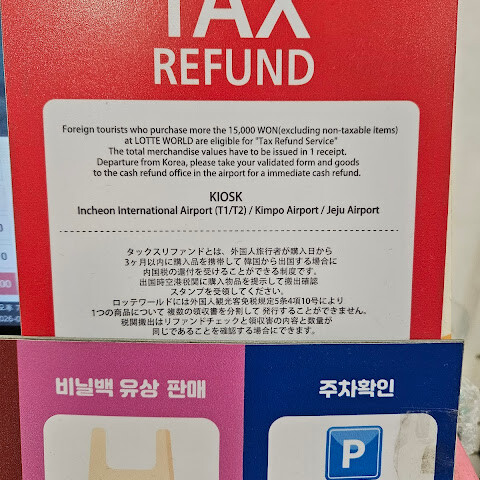 TAX
REFUND
Foreign tourists who purchase more the 15,000 WON(excluding non-taxable items)
at LOTTE WORLD are eligible for "Tax Refund Service"
The total merchandise values have to be issued in 1 receipt.
Departure from Korea, please take your validated form and goods
to the cash refund office in the airport for a immediate cash refund.
KIOSK
Incheon International Airport (T1/T2) / Kimpo Airport / Jeju Airport
タックスリファンドとは、外国人旅行者が購入日から
3ヶ月以内に購入品を携帯して 韓国から出国する場合に
内国税の還付を受けることができる制度です。
出国時空港税関に購入物品を提示して搬出確認
スタンプを受領してください。
ロッテワールドには外国人観光客免税規定5条4項10号により
1つの商品について 複数の領収書を分割して 発行することができません。
税関搬出はリファンドチェックと領収書の内容と数量が
同じであることを確認する場合にできます。
비닐백 유상 판매
주차확인
P